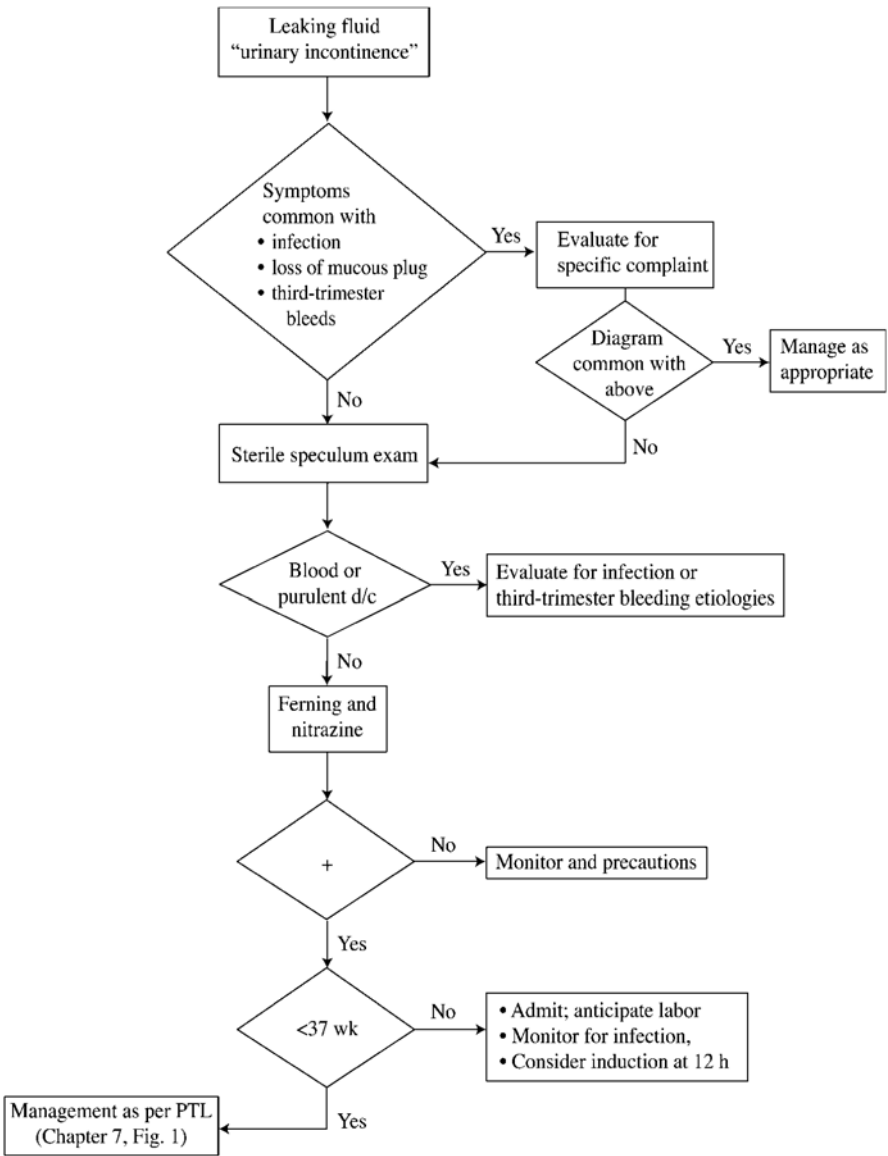 Leaking fluid
“urinary incontinence”
Symptoms
common with
• infection
• loss of mucous plug
• third-trimester
bleeds
Yes
Evaluate for
specific complaint
Diagram
common with
above
Yes
Manage as
appropriate
No
No
Sterile speculum exam
Blood or
purulent d/c
Yes
Evaluate for infection or
third-trimester bleeding etiologies
No
Ferning and
nitrazine
+
No
Monitor and precautions
Yes
<37 wk
No
• Admit; anticipate labor
• Monitor for infection,
• Consider induction at 12 h
Yes
Management as per PTL
(Chapter 7, Fig. 1)